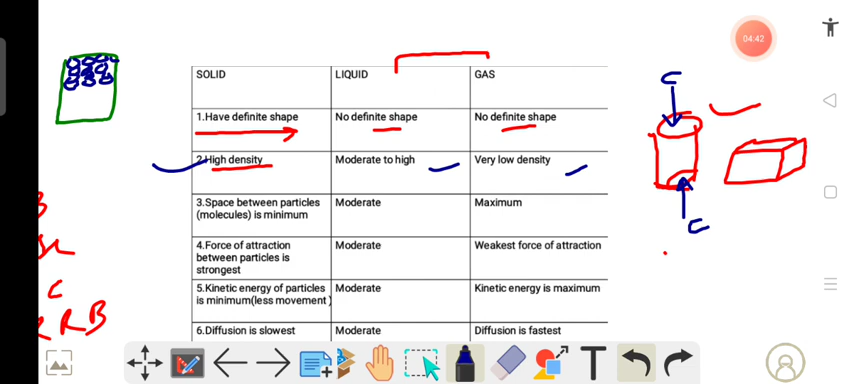 04:42
SOLID LIQUID GAS
1.Have definite shape No definite shape No definite shape
2.High density Moderate to high Very low density
3.Space between particles Moderate Maximum
(molecules) is minimum
4.Force of attraction Moderate Weakest force of attraction
between particles is
strongest
5.Kinetic energy of particles Moderate Kinetic energy is maximum
is minimum(less movement)
6.Diffusion is slowest Moderate Diffusion is fastest
C
C
B
C
R B
T